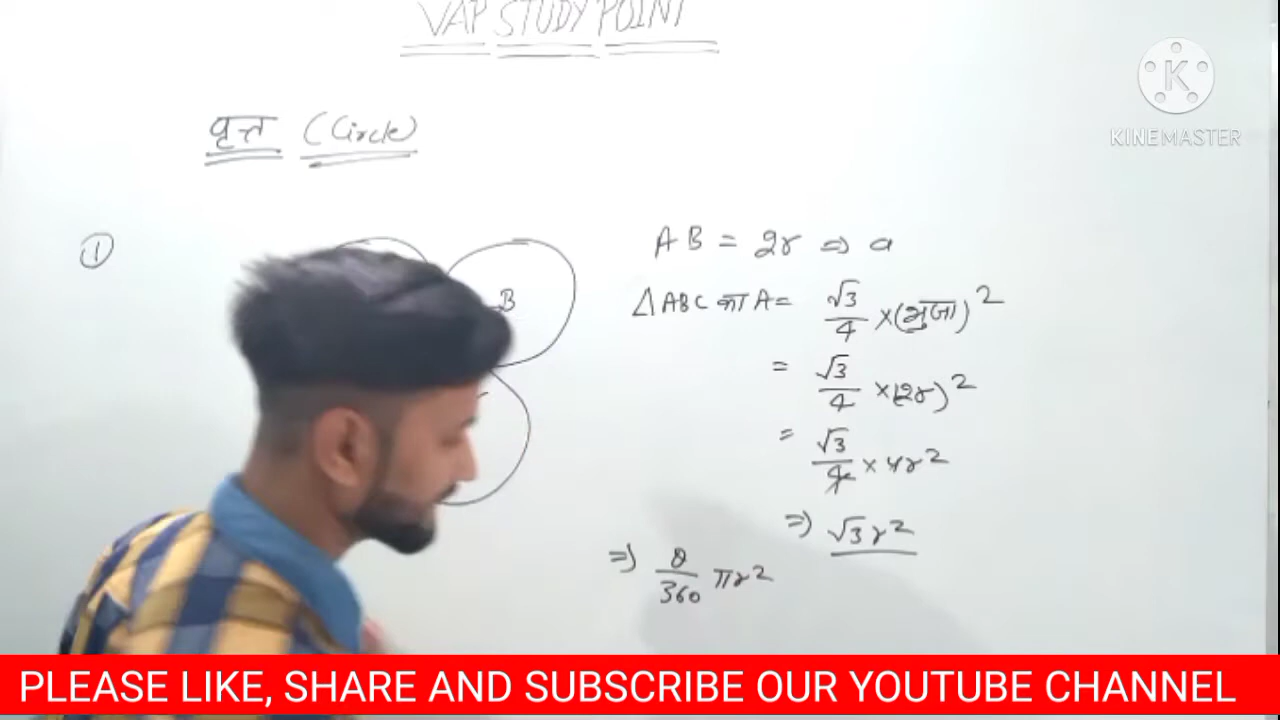 VAP STUDY POINT
KINEMASTER
वृत्त (Circle)
①
B
AB = 2r ⇒ a
△ABC का A = √3/4 × (भुजा)²
= √3/4 × (2r)²
= √3/4 × 4r²
⇒ √3r²
⇒ θ/360 πr²
PLEASE LIKE, SHARE AND SUBSCRIBE OUR YOUTUBE CHANNEL